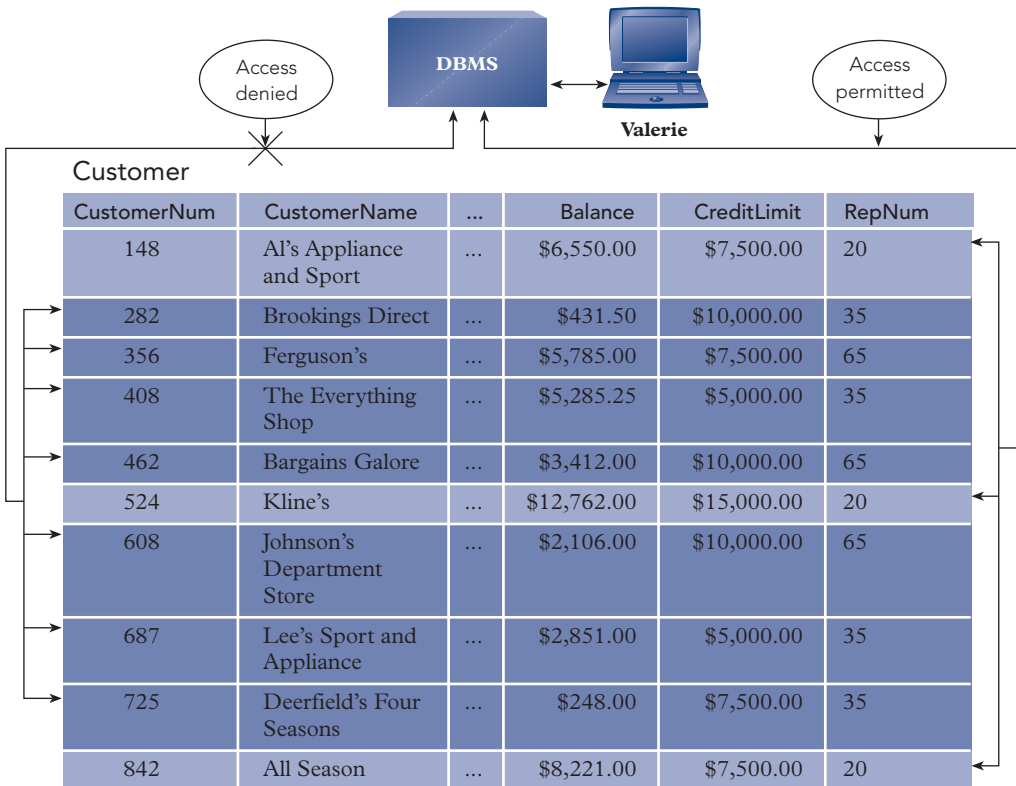 Access
denied
DBMS
Access
permitted
Valerie
Customer
CustomerNum CustomerName ... Balance CreditLimit RepNum
148 Al's Appliance ... $6,550.00 $7,500.00 20
and Sport
282 Brookings Direct ... $431.50 $10,000.00 35
356 Ferguson's ... $5,785.00 $7,500.00 65
408 The Everything ... $5,285.25 $5,000.00 35
Shop
462 Bargains Galore ... $3,412.00 $10,000.00 65
524 Kline's ... $12,762.00 $15,000.00 20
608 Johnson's ... $2,106.00 $10,000.00 65
Department
Store
687 Lee's Sport and ... $2,851.00 $5,000.00 35
Appliance
725 Deerfield's Four ... $248.00 $7,500.00 35
Seasons
842 All Season ... $8,221.00 $7,500.00 20